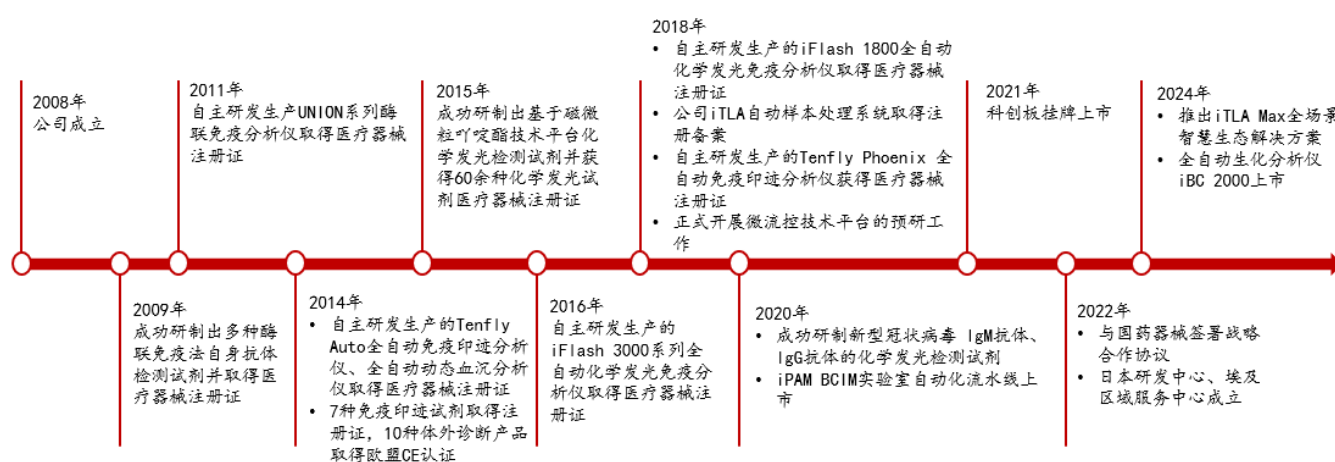 2008年
公司成立
2009年
成功研制出多种酶
联免疫法自身抗体
检测试剂并取得医
疗器械注册证
2011年
自主研发生产UNION系列酶
联免疫分析仪取得医疗器械
注册证
2014年
• 自主研发生产的Tenfly
Auto全自动免疫印迹分析
仪、全自动动态血沉分析
仪取得医疗器械注册证
• 7种免疫印迹试剂取得注
册证，10种体外诊断产品
取得欧盟CE认证
2015年
成功研制出基于磁微
粒吖啶酯技术平台化
学发光检测试剂并获
得60余种化学发光试
剂医疗器械注册证
2016年
自主研发生产的
iFlash 3000系列全
自动化学发光免疫分
析仪取得医疗器械注
册证
2018年
• 自主研发生产的iFlash 1800全自动
化学发光免疫分析仪取得医疗器械
注册证
• 公司iTLA自动样本处理系统取得注
册备案
• 自主研发生产的Tenfly Phoenix 全
自动免疫印迹分析仪获得医疗器械
注册证
• 正式开展微流控技术平台的预研工
作
2020年
• 成功研制新型冠状病毒 IgM抗体、
IgG抗体的化学发光检测试剂
• iPAM BCIM实验室自动化流水线上
市
2021年
科创板挂牌上市
2022年
• 与国药器械签署战略
合作协议
• 日本研发中心、埃及
区域服务中心成立
2024年
• 推出iTLA Max全场景
智慧生态解决方案
• 全自动生化分析仪
iBC 2000上市